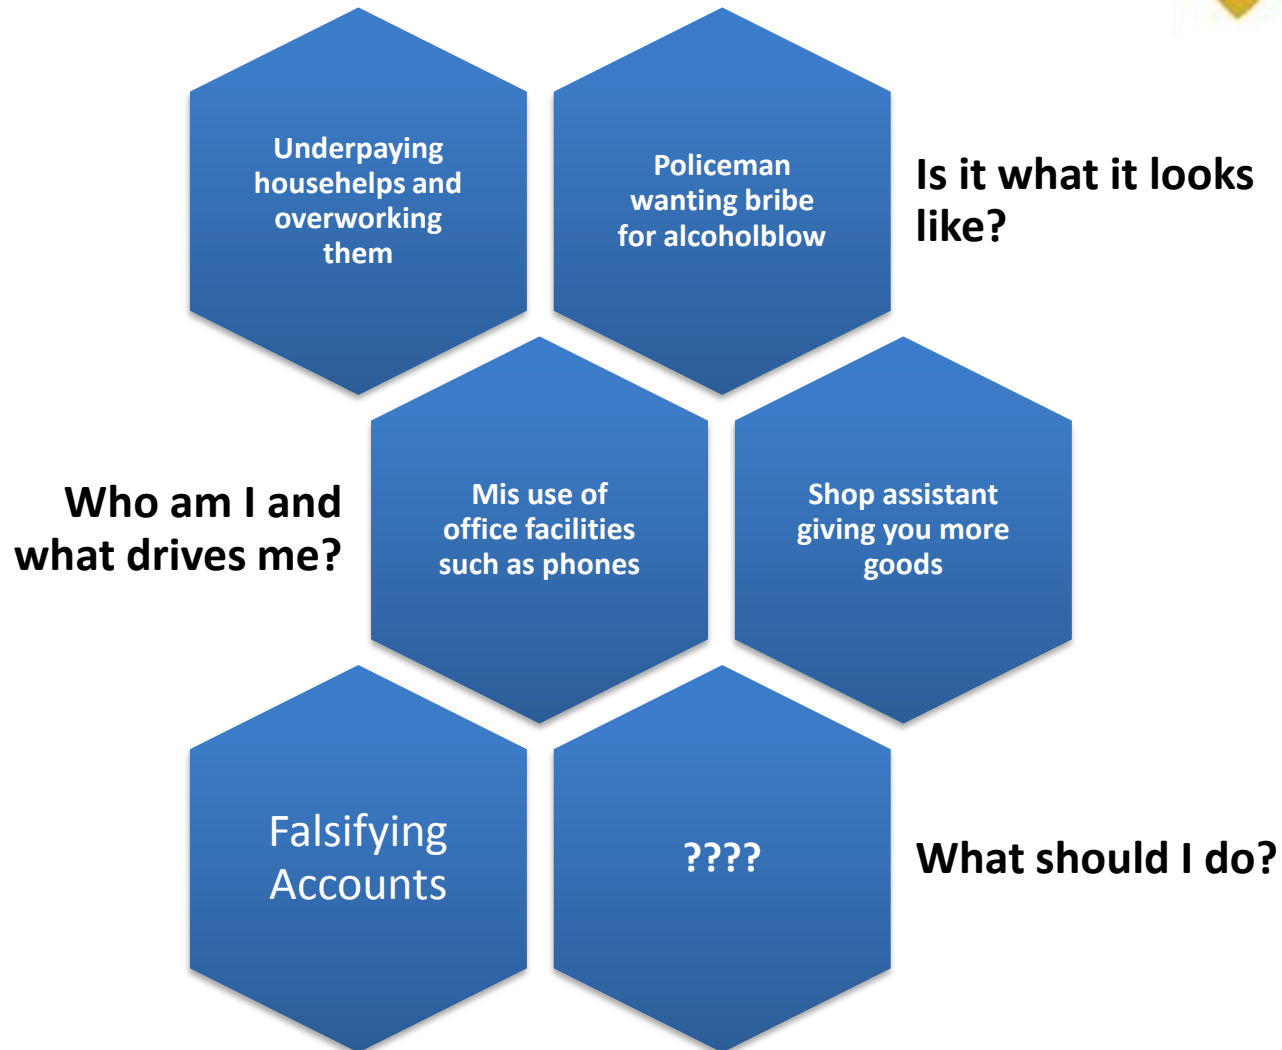 Underpaying
househelps and
overworking
them
Policeman
wanting bribe
for alcoholblow
Is it what it looks
like?
Who am I and
what drives me?
Mis use of
office facilities
such as phones
Shop assistant
giving you more
goods
Falsifying
Accounts
????
What should I do?